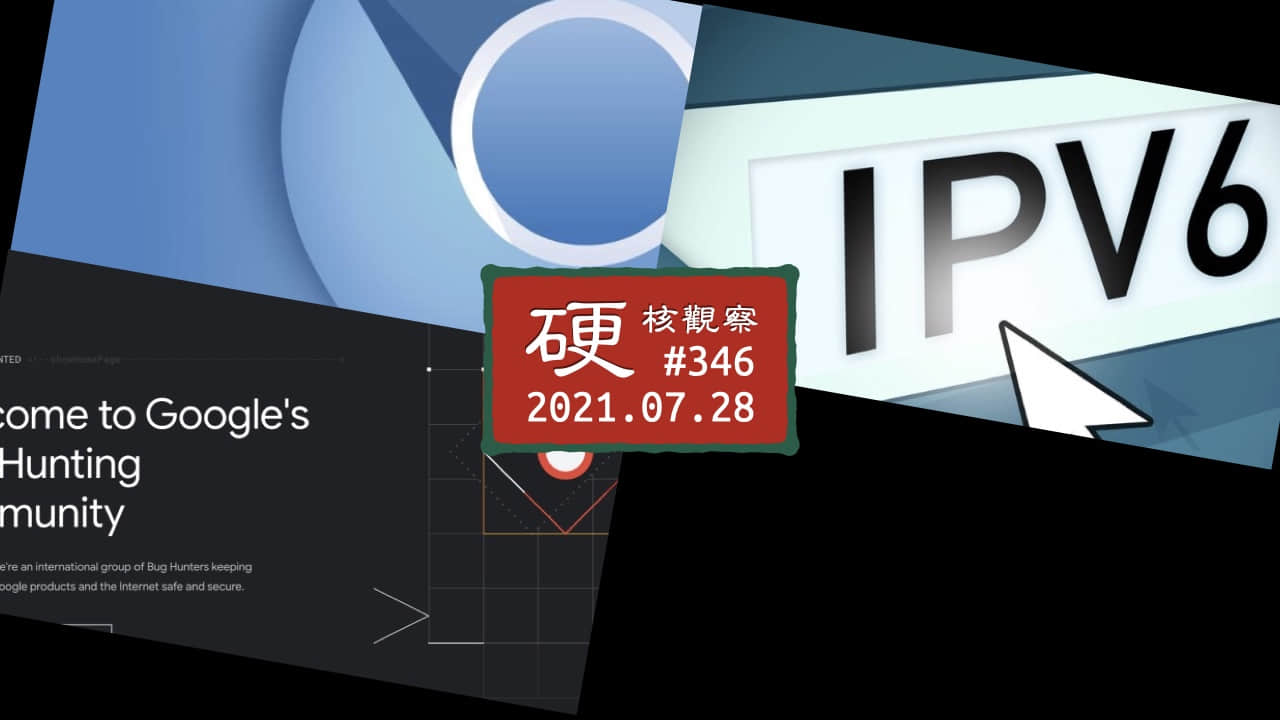 IPV6
硬核觀察
#346
2021.07.28
come to Google's
Hunting
munity
e're an international group of Bug Hunters keeping
oogle products and the Internet safe and secure.